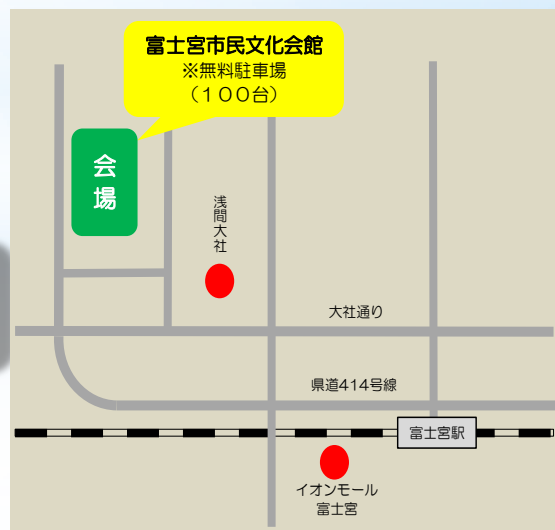 富士宮市民文化会館
※無料駐車場
（１００台）
会
場
浅
間
大
社
大社通り
県道414号線
富士宮駅
イオンモール
富士宮